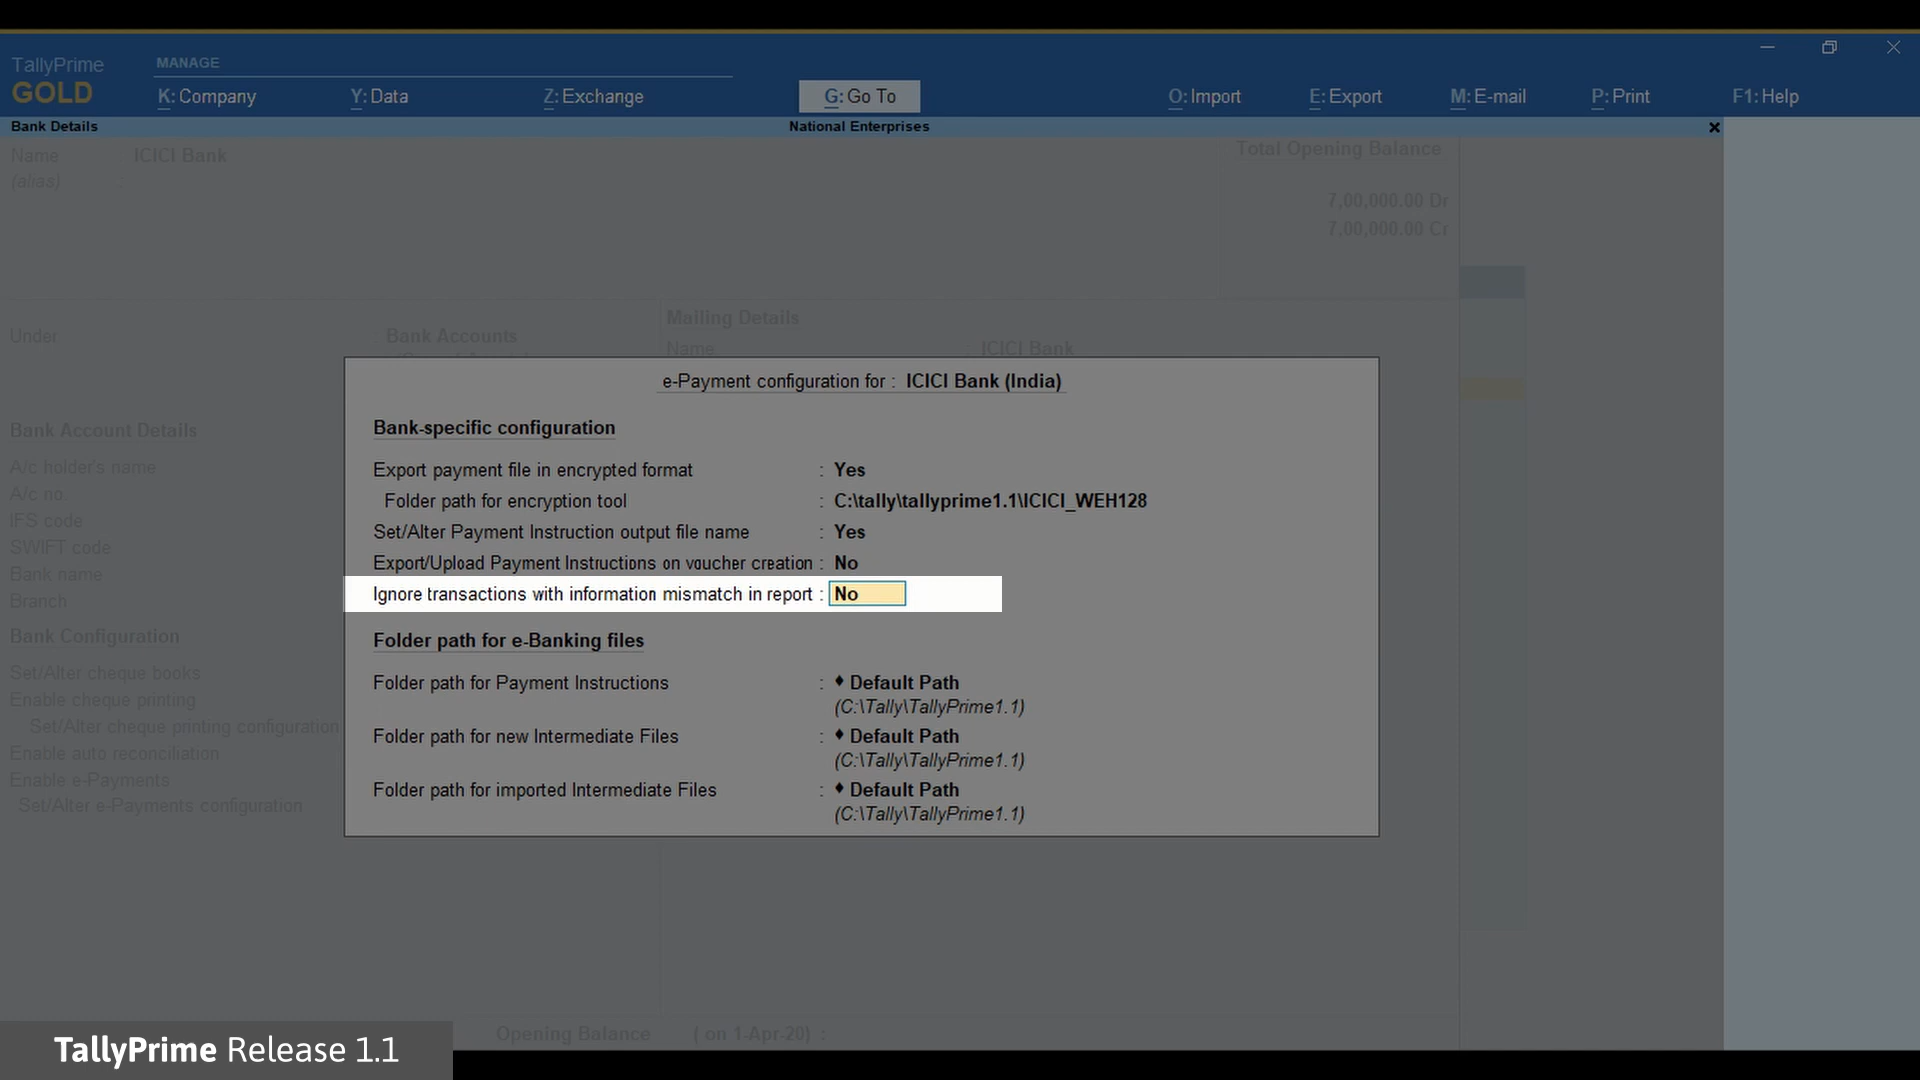 TallyPrime
GOLD
MANAGE
K: Company
Y: Data
Z: Exchange
G: Go To
O: Import
E: Export
M: E-mail
P: Print
F1: Help
Bank Details
National Enterprises
Name ICICI Bank
(alias) :
Total Opening Balance
7,00,000.00 Dr
7,00,000.00 Cr
Under
Bank Accounts
Mailing Details
Name ICICI Bank
e-Payment configuration for : ICICI Bank (India)
Bank-specific configuration
Export payment file in encrypted format : Yes
Folder path for encryption tool : C:\tally\tallyprime1.1\ICICI_WEH128
Set/Alter Payment Instruction output file name : Yes
Export/Upload Payment Instructions on voucher creation : No
Ignore transactions with information mismatch in report : No
Folder path for e-Banking files
Folder path for Payment Instructions : ♦ Default Path
(C:\Tally\TallyPrime1.1)
Folder path for new Intermediate Files : ♦ Default Path
(C:\Tally\TallyPrime1.1)
Folder path for imported Intermediate Files : ♦ Default Path
(C:\Tally\TallyPrime1.1)
Bank Account Details
A/c holder's name
A/c no.
IFS code
SWIFT code
Bank name
Branch
Bank Configuration
Set/Alter cheque books
Enable cheque printing
Set/Alter cheque printing configuration
Enable auto reconciliation
Enable e-Payments
Set/Alter e-Payments configuration
Opening Balance ( on 1-Apr-20) :
TallyPrime Release 1.1